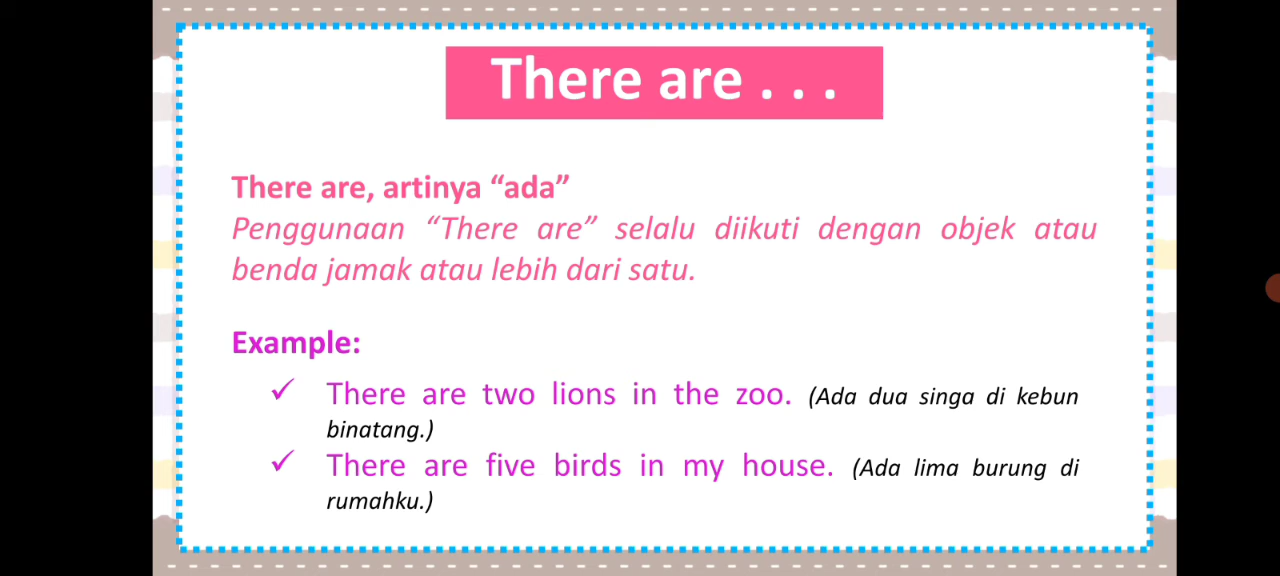 There are . . .
There are, artinya “ada”
Penggunaan “There are” selalu diikuti dengan objek atau
benda jamak atau lebih dari satu.
Example:
✓ There are two lions in the zoo. (Ada dua singa di kebun
binatang.)
✓ There are five birds in my house. (Ada lima burung di
rumahku.)